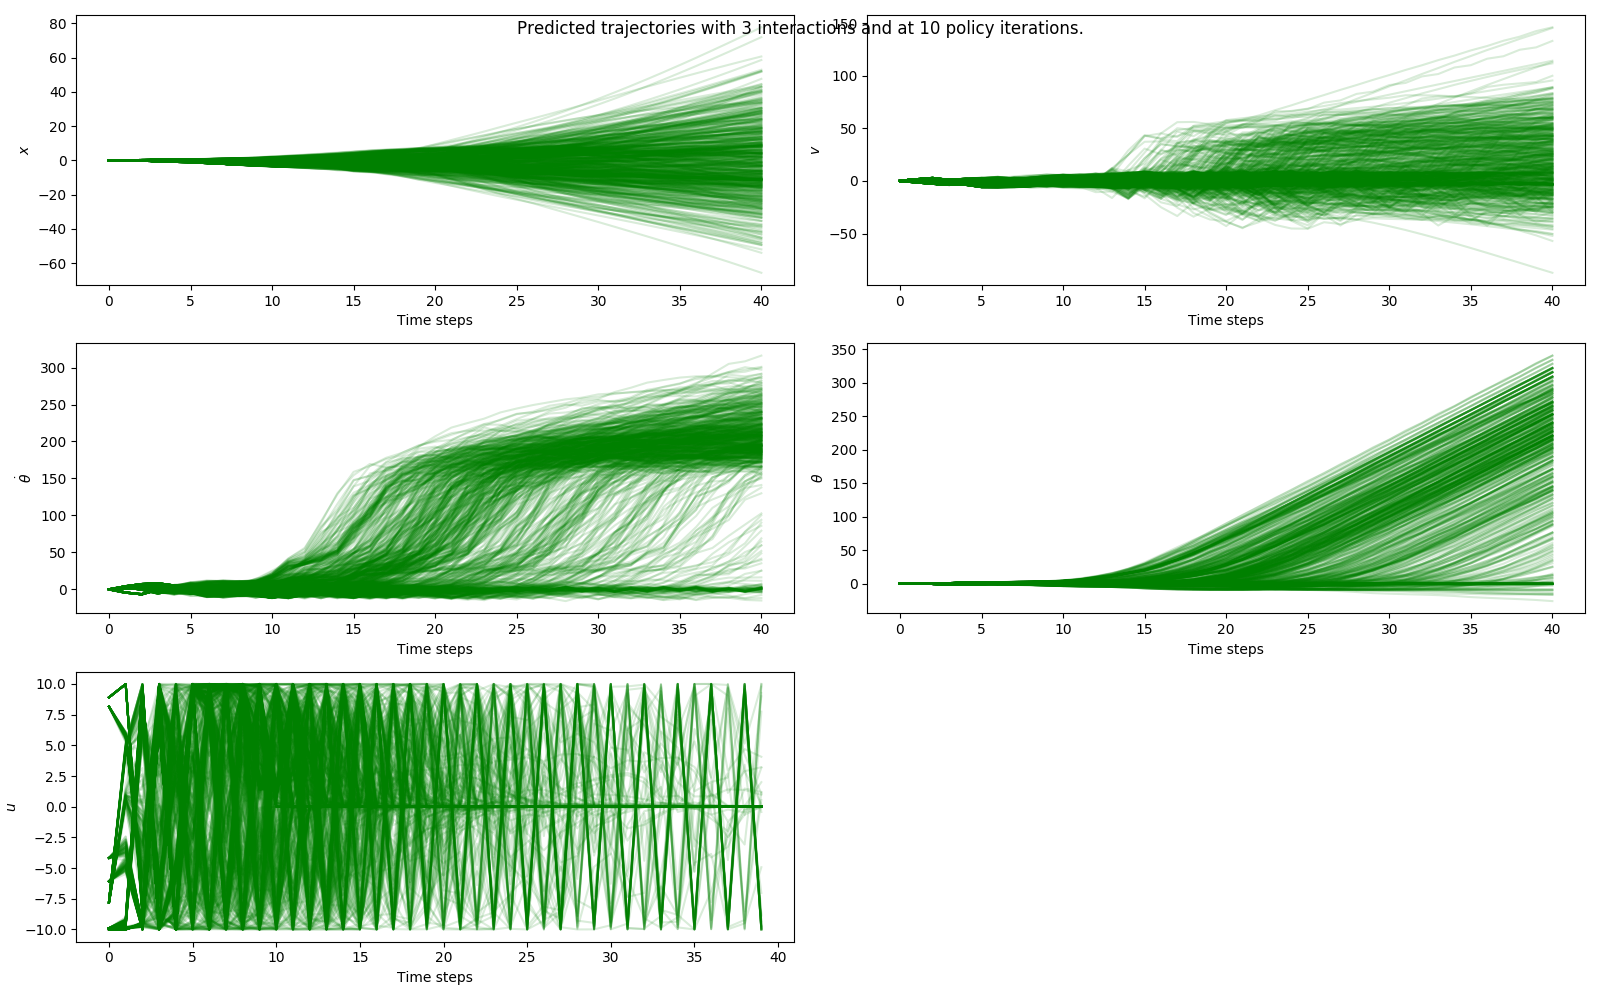 Predicted trajectories with 3 interactions and at 10 policy iterations.
80
60
40
20
0
−20
−40
−60
x
0 5 10 15 20 25 30 35 40
Time steps
150
100
50
0
−50
v
0 5 10 15 20 25 30 35 40
Time steps
300
250
200
150
100
50
0
θ̇
0 5 10 15 20 25 30 35 40
Time steps
350
300
250
200
150
100
50
0
θ
0 5 10 15 20 25 30 35 40
Time steps
10.0
7.5
5.0
2.5
0.0
−2.5
−5.0
−7.5
−10.0
u
0 5 10 15 20 25 30 35 40
Time steps